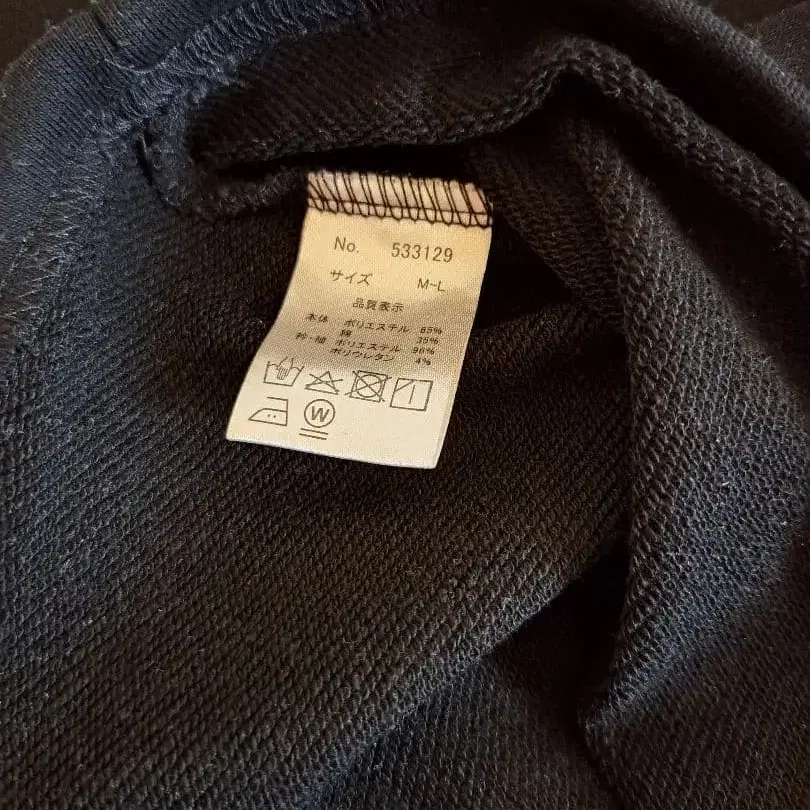 No. 533129
サイズ M-L
品質表示
本体 ポリエステル 65%
綿 35%
衿・脇 ポリエステル 96%
ポリウレタン 4%
W